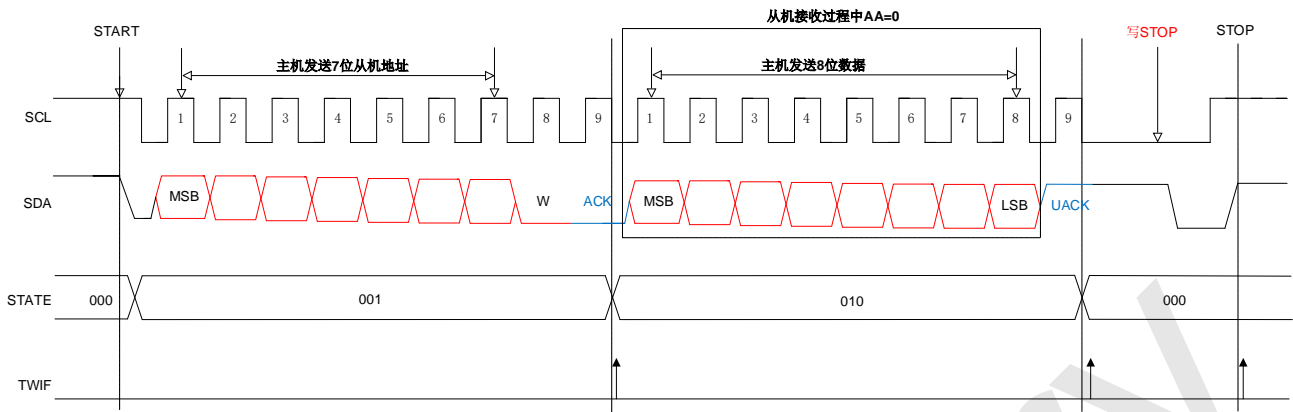 从机接收过程中AA=0
START
写STOP
STOP
主机发送7位从机地址
主机发送8位数据
SCL
1 2 3 4 5 6 7 8 9 1 2 3 4 5 6 7 8 9
SDA
MSB
W
ACK
MSB
LSB
UACK
STATE
000
001
010
000
TWIF